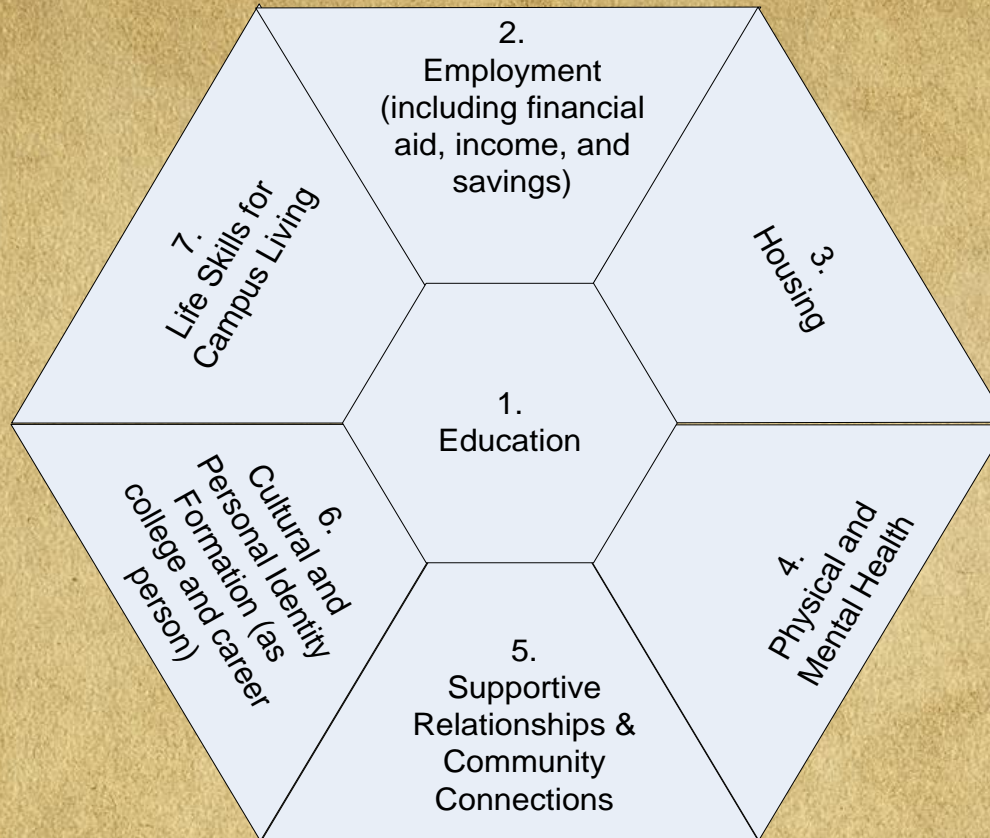 1.
Education
2.
Employment
(including financial
aid, income, and
savings)
3.
Housing
4.
Physical and
Mental Health
5.
Supportive
Relationships &
Community
Connections
6.
Cultural and
Personal Identity
Formation (as
college and career
person)
7.
Life Skills for
Campus Living